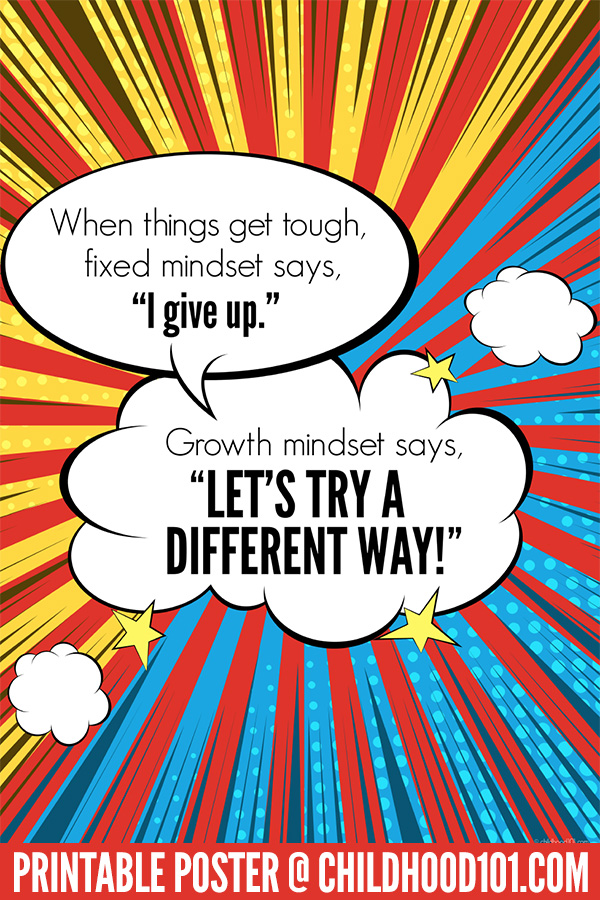 When things get tough,
fixed mindset says,
“I give up.”
Growth mindset says,
“LET’S TRY A
DIFFERENT WAY!”
PRINTABLE POSTER @ CHILDHOOD101.COM